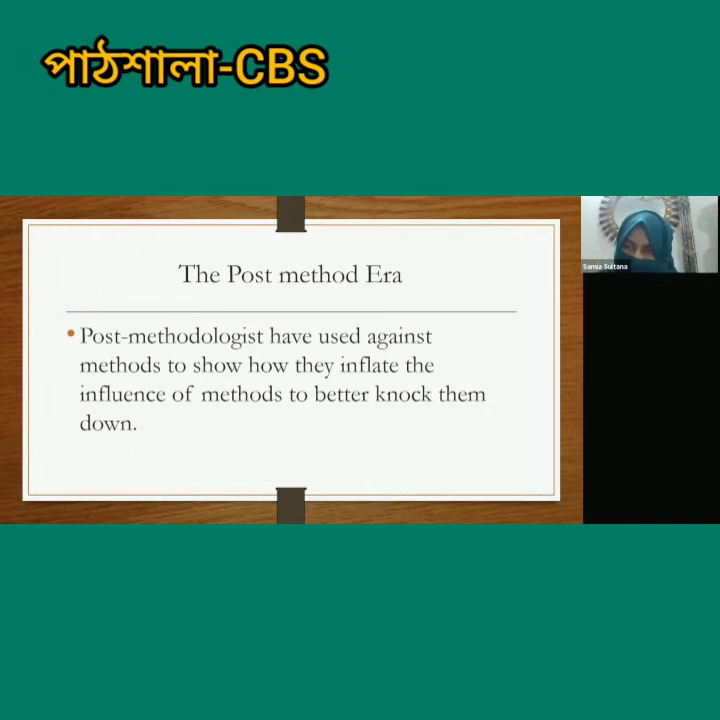 পাঠশালা-CBS
The Post method Era
Samia Sultana
• Post-methodologist have used against
methods to show how they inflate the
influence of methods to better knock them
down.